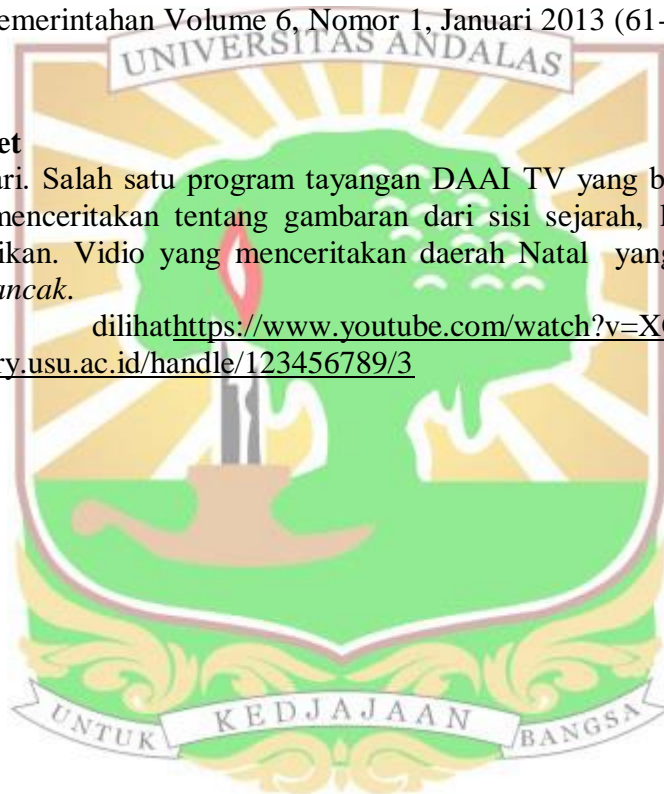 emerintahan Volume 6, Nomor 1, Januari 2013 (61-
UNIVERSITAS ANDALAS
et
ari. Salah satu program tayangan DAAI TV yang b
menceritakan tentang gambaran dari sisi sejarah,
ikan. Vidio yang menceritakan daerah Natal yang
ancak.
dilihathttps://www.youtube.com/watch?v=X
ry.usu.ac.id/handle/123456789/3
UNTUK KEDJAJAAN BANGSA